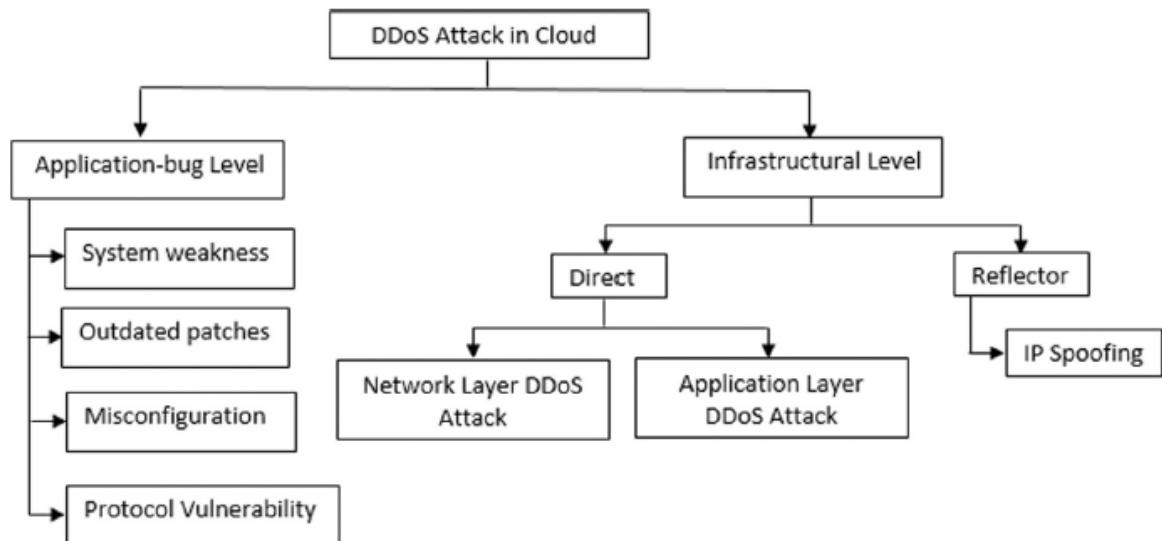 DDoS Attack in Cloud
Application-bug Level
Infrastructural Level
System weakness
Direct
Reflector
Outdated patches
Network Layer DDoS
Attack
Application Layer
DDoS Attack
IP Spoofing
Misconfiguration
Protocol Vulnerability